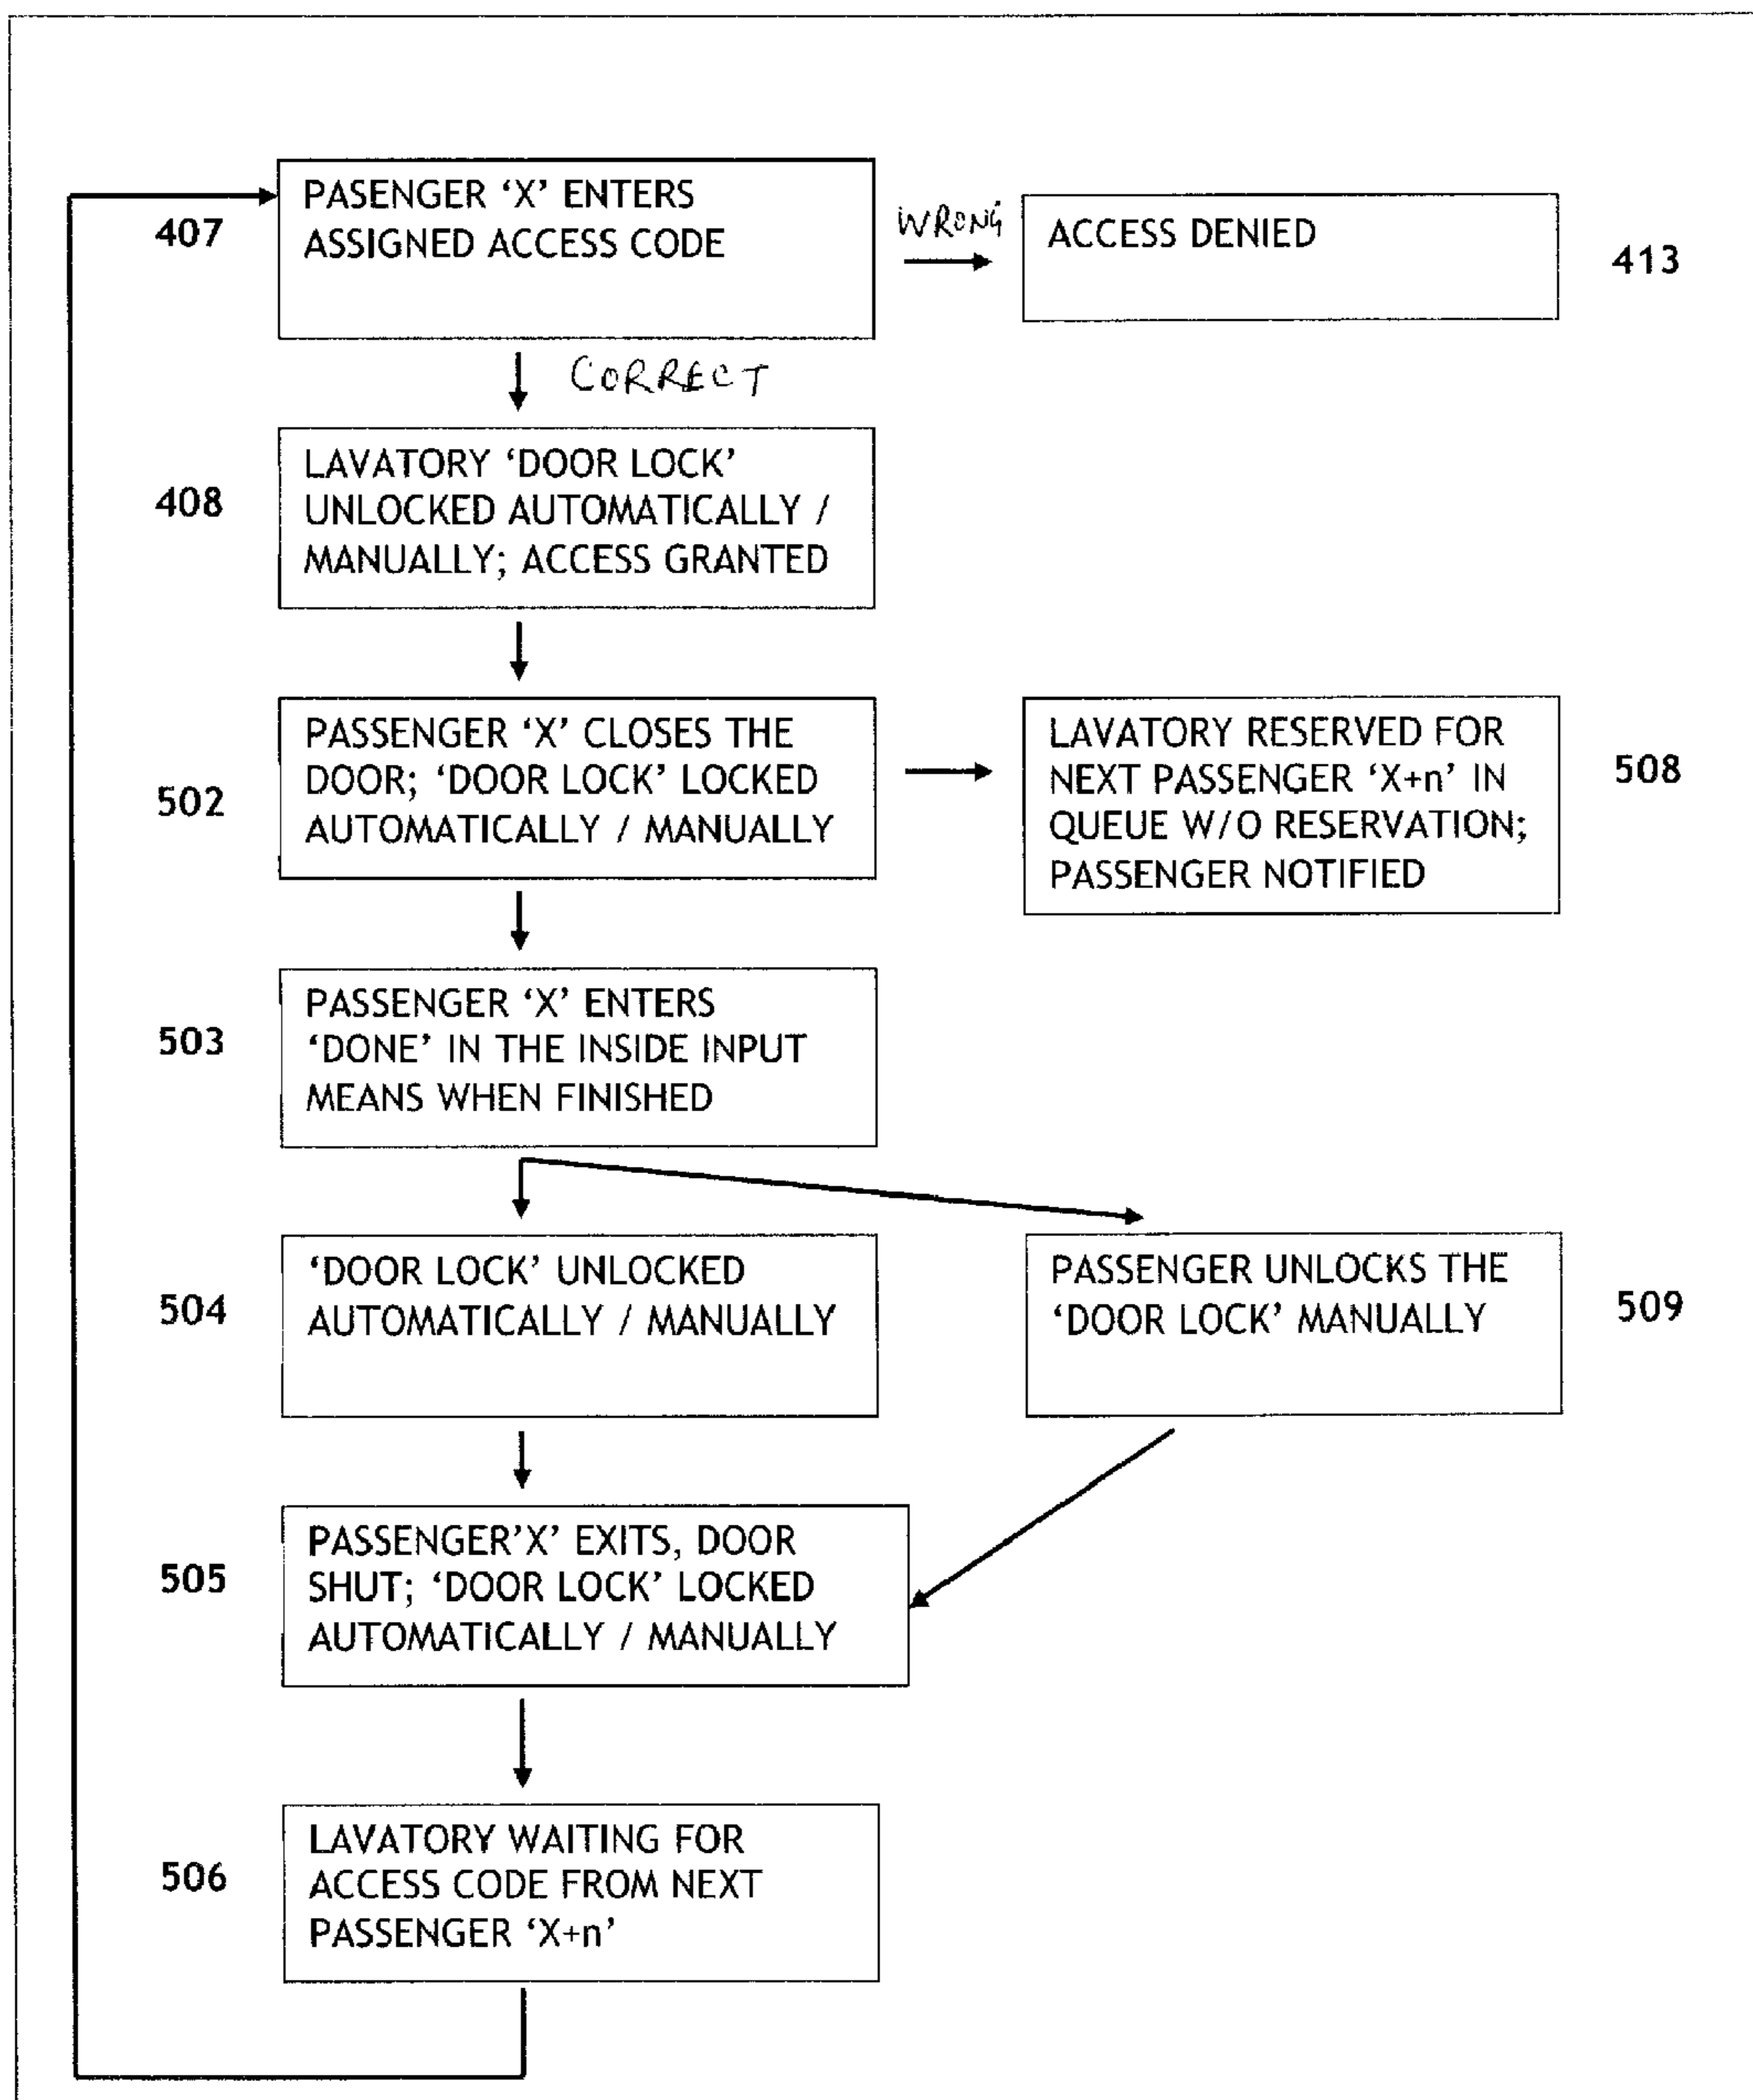 407
PASENGER ‘X’ ENTERS
ASSIGNED ACCESS CODE
WRONG
ACCESS DENIED
413
CORRECT
408
LAVATORY ‘DOOR LOCK’
UNLOCKED AUTOMATICALLY /
MANUALLY; ACCESS GRANTED
502
PASSENGER ‘X’ CLOSES THE
DOOR; ‘DOOR LOCK’ LOCKED
AUTOMATICALLY / MANUALLY
LAVATORY RESERVED FOR
NEXT PASSENGER ‘X+n’ IN
QUEUE W/O RESERVATION;
PASSENGER NOTIFIED
508
503
PASSENGER ‘X’ ENTERS
‘DONE’ IN THE INSIDE INPUT
MEANS WHEN FINISHED
504
‘DOOR LOCK’ UNLOCKED
AUTOMATICALLY / MANUALLY
PASSENGER UNLOCKS THE
‘DOOR LOCK’ MANUALLY
509
505
PASSENGER’X’ EXITS, DOOR
SHUT; ‘DOOR LOCK’ LOCKED
AUTOMATICALLY / MANUALLY
506
LAVATORY WAITING FOR
ACCESS CODE FROM NEXT
PASSENGER ‘X+n’